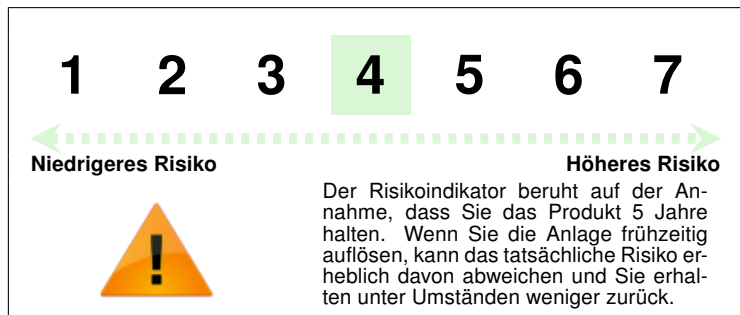 1 2 3 4 5 6 7
Niedrigeres Risiko Höheres Risiko
Der Risikoindikator beruht auf der An-
nahme, dass Sie das Produkt 5 Jahre
halten. Wenn Sie die Anlage frühzeitig
auflösen, kann das tatsächliche Risiko er-
heblich davon abweichen und Sie erhal-
ten unter Umständen weniger zurück.